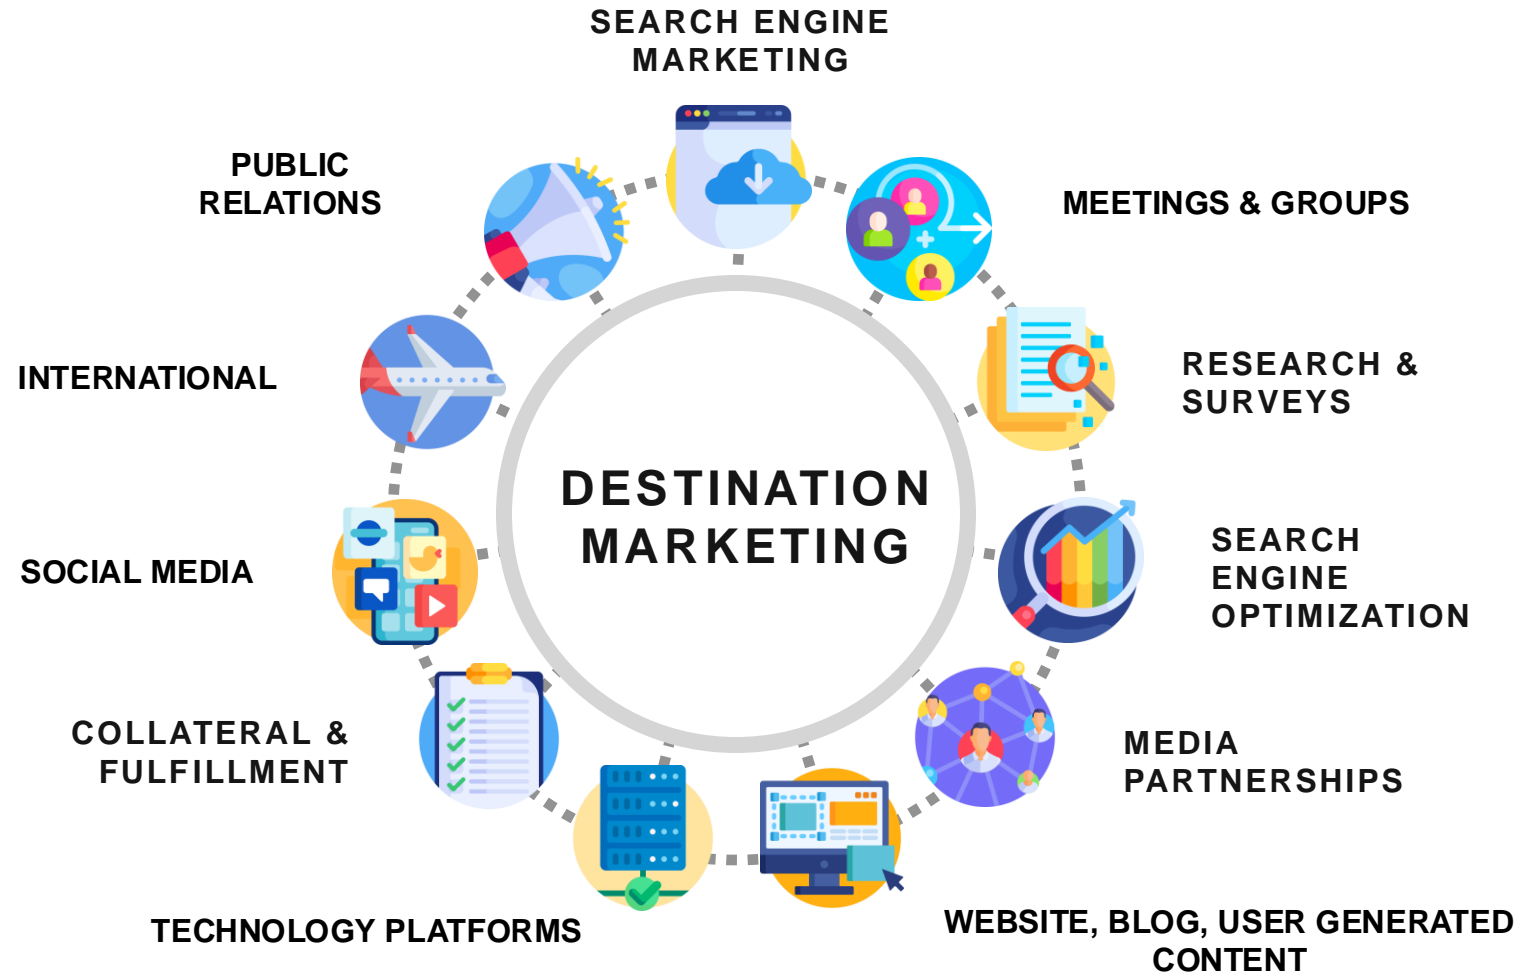 SEARCH ENGINE
MARKETING
PUBLIC
RELATIONS
MEETINGS & GROUPS
INTERNATIONAL
RESEARCH &
SURVEYS
DESTINATION
MARKETING
SOCIAL MEDIA
SEARCH
ENGINE
OPTIMIZATION
COLLATERAL &
FULFILLMENT
MEDIA
PARTNERSHIPS
TECHNOLOGY PLATFORMS
WEBSITE, BLOG, USER GENERATED
CONTENT